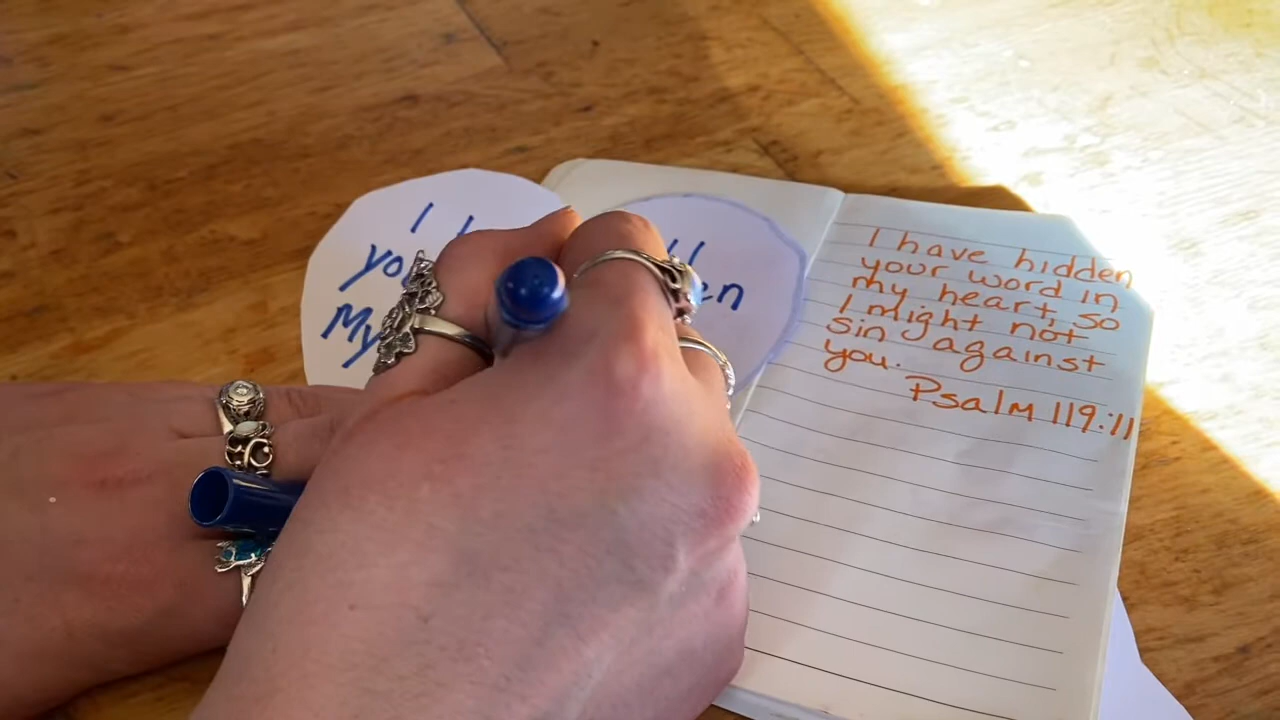 I
yo
en
My
I have hidden
your word in
my heart, so
I might not
sin against
you.
Psalm 119:11